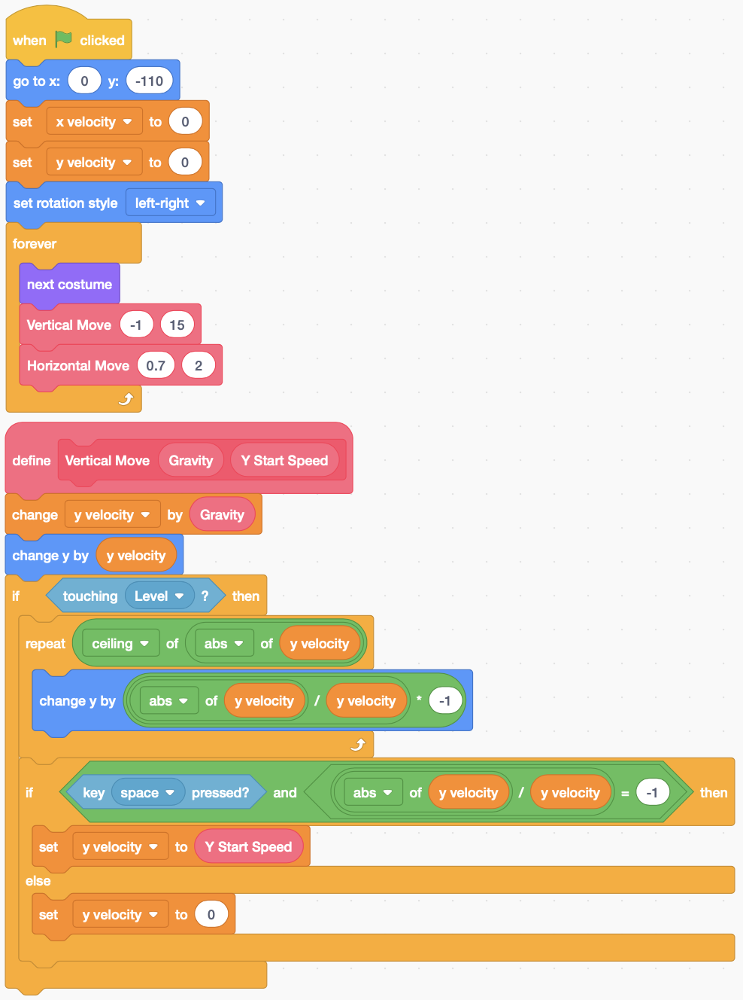 when clicked
go to x: 0 y: -110
set x velocity to 0
set y velocity to 0
set rotation style left-right
forever
next costume
Vertical Move -1 15
Horizontal Move 0.7 2
define Vertical Move Gravity Y Start Speed
change y velocity by Gravity
change y by y velocity
if touching Level ? then
repeat ceiling of abs of y velocity
change y by abs of y velocity / y velocity * -1
if key space pressed? and abs of y velocity / y velocity = -1 then
set y velocity to Y Start Speed
else
set y velocity to 0